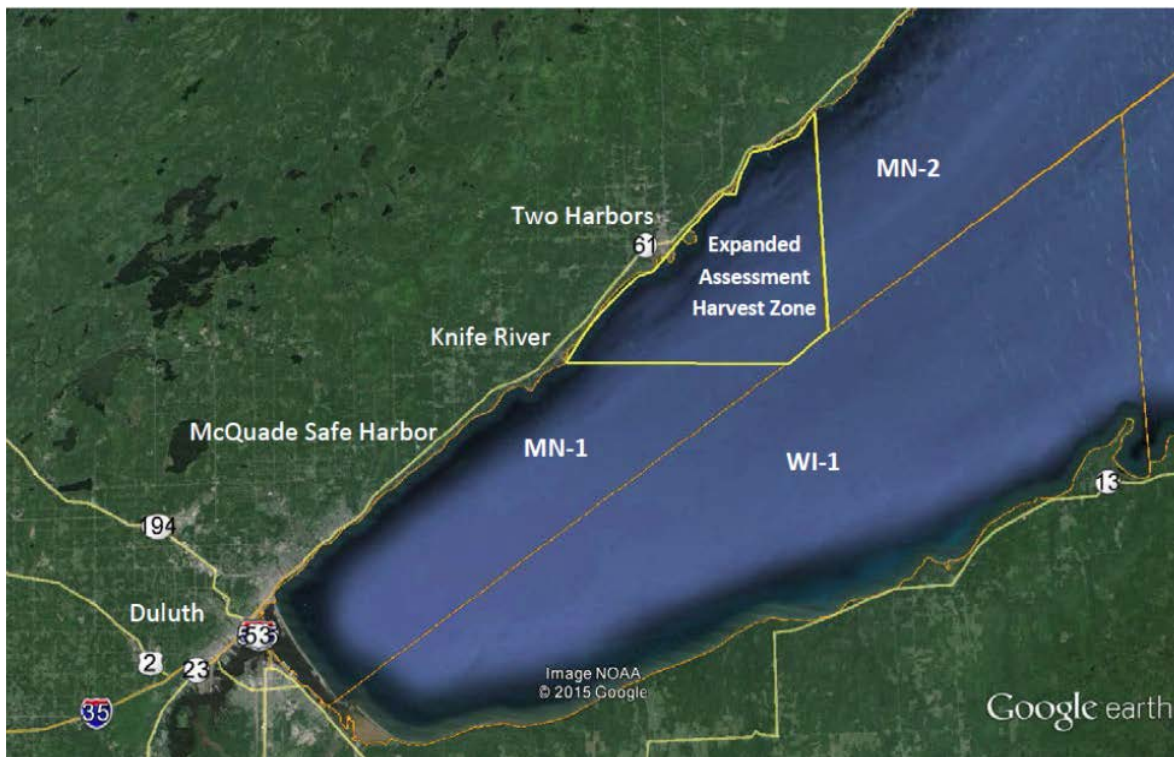 MN-2
Two Harbors
61
Expanded
Assessment
Harvest Zone
Knife River
McQuade Safe Harbor
MN-1
WI-1
13
194
Duluth
53
2
23
35
Image NOAA
© 2015 Google
Google earth